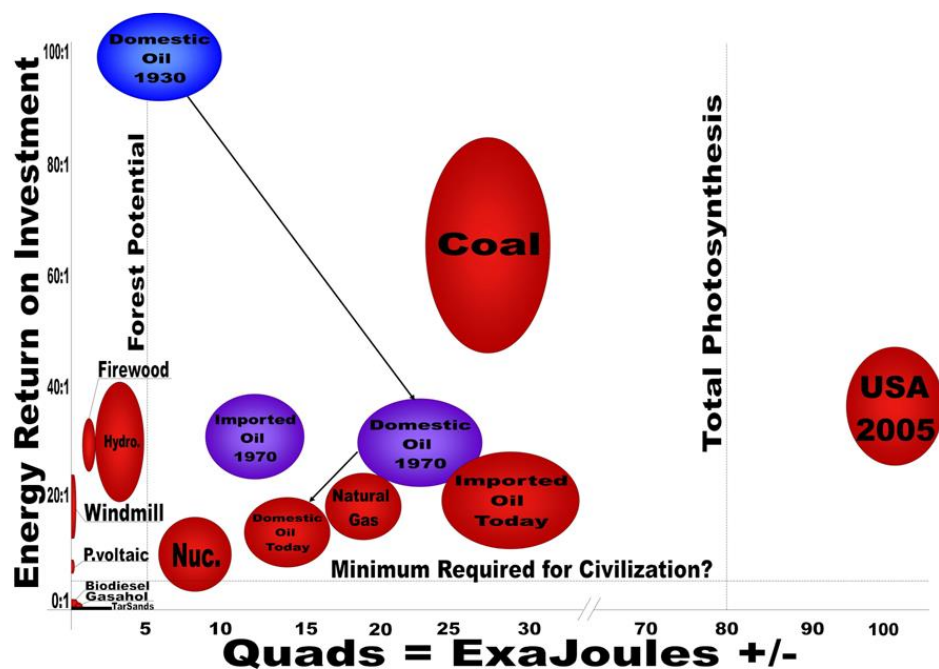 Domestic
Oil
1930
100:1
80:1
60:1
40:1
20:1
0:1
Energy Return on Investment
Forest Potential
Total Photosynthesis
Coal
Firewood
Hydro.
Imported
Oil
1970
Domestic
Oil
1970
USA
2005
Windmill
Natural
Gas
Imported
Oil
Today
Domestic
Oil
Today
P.voltaic
Nuc.
Minimum Required for Civilization?
Biodiesel
Gasahol
TarSands
5 10 15 20 25 30 70 80 90 100
Quads = ExaJoules +/-